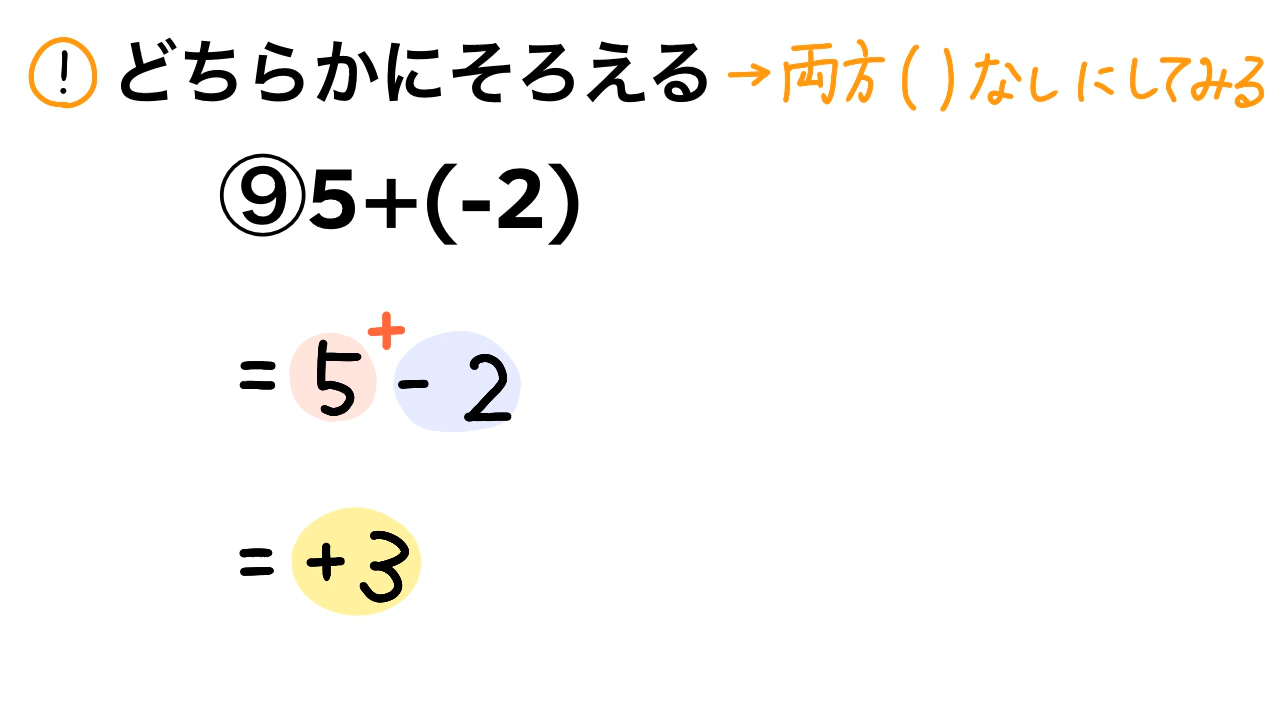 ! どちらかにそろえる → 両方( )なしにしてみる
⑨5+(-2)
= 5 + - 2
= + 3